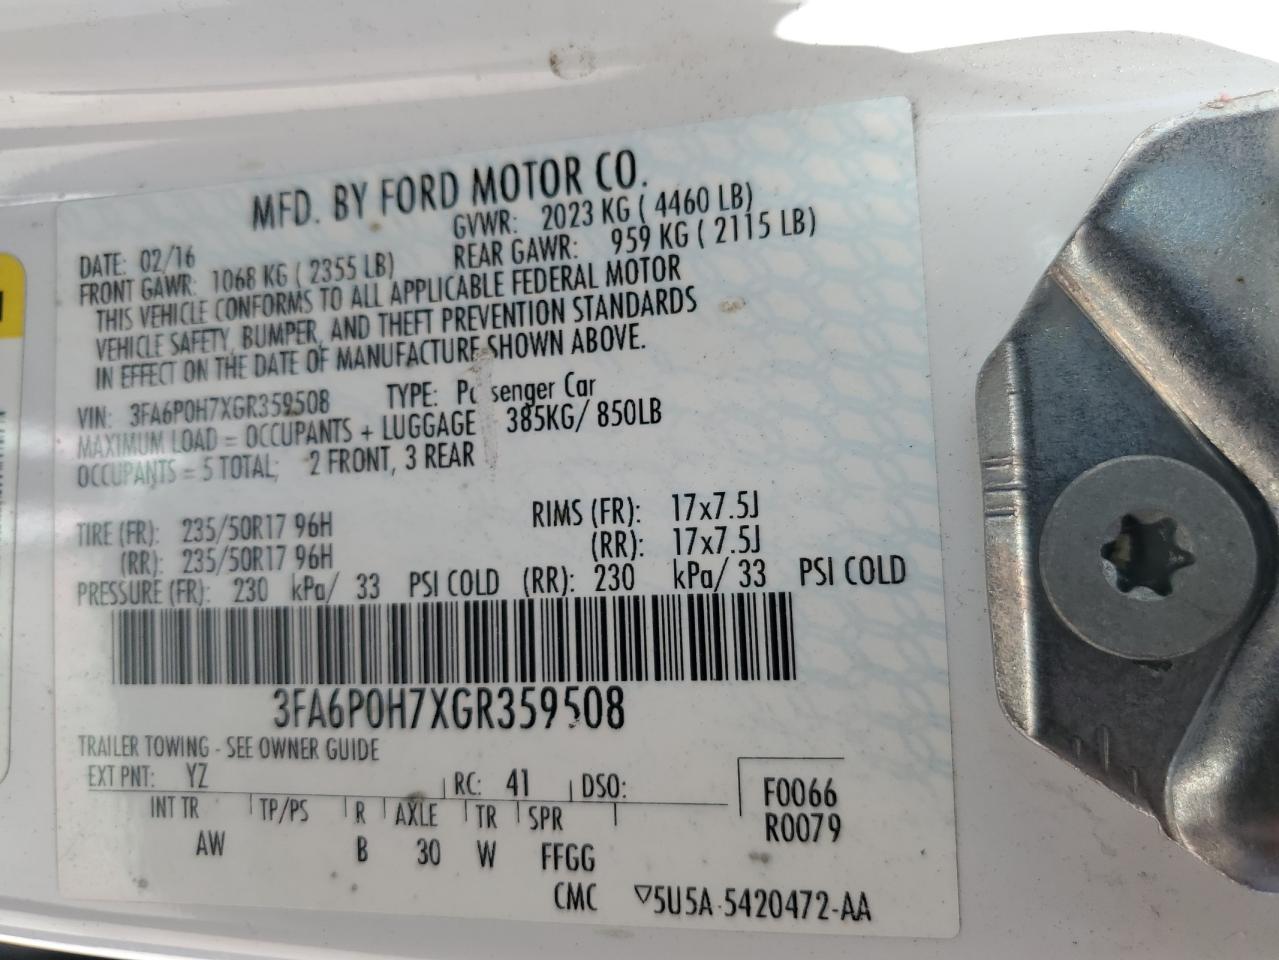 MFD. BY FORD MOTOR CO.
DATE: 02/16 GVWR: 2023 KG ( 4460 LB)
FRONT GAWR: 1068 KG ( 2355 LB) REAR GAWR: 959 KG ( 2115 LB)
THIS VEHICLE CONFORMS TO ALL APPLICABLE FEDERAL MOTOR
VEHICLE SAFETY, BUMPER, AND THEFT PREVENTION STANDARDS
IN EFFECT ON THE DATE OF MANUFACTURE SHOWN ABOVE.
VIN: 3FA6P0H7XGR359508 TYPE: Passenger Car
MAXIMUM LOAD = OCCUPANTS + LUGGAGE 385KG/ 850LB
OCCUPANTS = 5 TOTAL; 2 FRONT, 3 REAR
TIRE (FR): 235/50R17 96H RIMS (FR): 17x7.5J
(RR): 235/50R17 96H (RR): 17x7.5J
PRESSURE (FR): 230 kPa/ 33 PSI COLD (RR): 230 kPa/ 33 PSI COLD
3FA6P0H7XGR359508
TRAILER TOWING - SEE OWNER GUIDE
EXT PNT: YZ RC: 41 DSO: F0066
INT TR TP/PS R AXLE TR SPR R0079
AW B 30 W FFGG
CMC ▽5U5A-5420472-AA